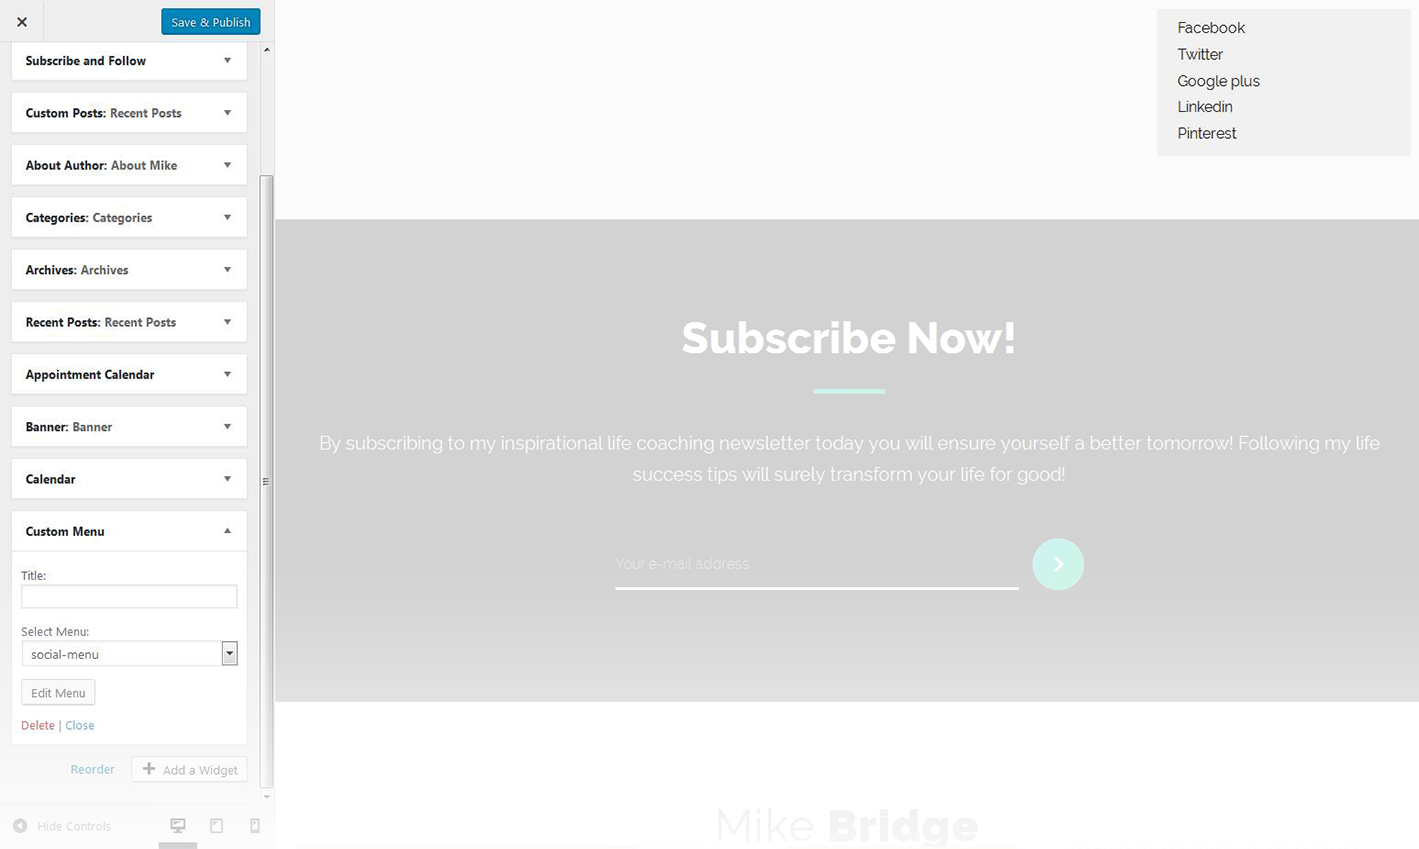 Save & Publish
Subscribe and Follow
Custom Posts: Recent Posts
About Author: About Mike
Categories: Categories
Archives: Archives
Recent Posts: Recent Posts
Appointment Calendar
Banner: Banner
Calendar
Custom Menu
Title:
Select Menu:
social-menu
Edit Menu
Delete | Close
Reorder
Add a Widget
Hide Controls
Facebook
Twitter
Google plus
Linkedin
Pinterest
Subscribe Now!
By subscribing to my inspirational life coaching newsletter today you will ensure yourself a better tomorrow! Following my life
success tips will surely transform your life for good!
Your e-mail address
Mike Bridge